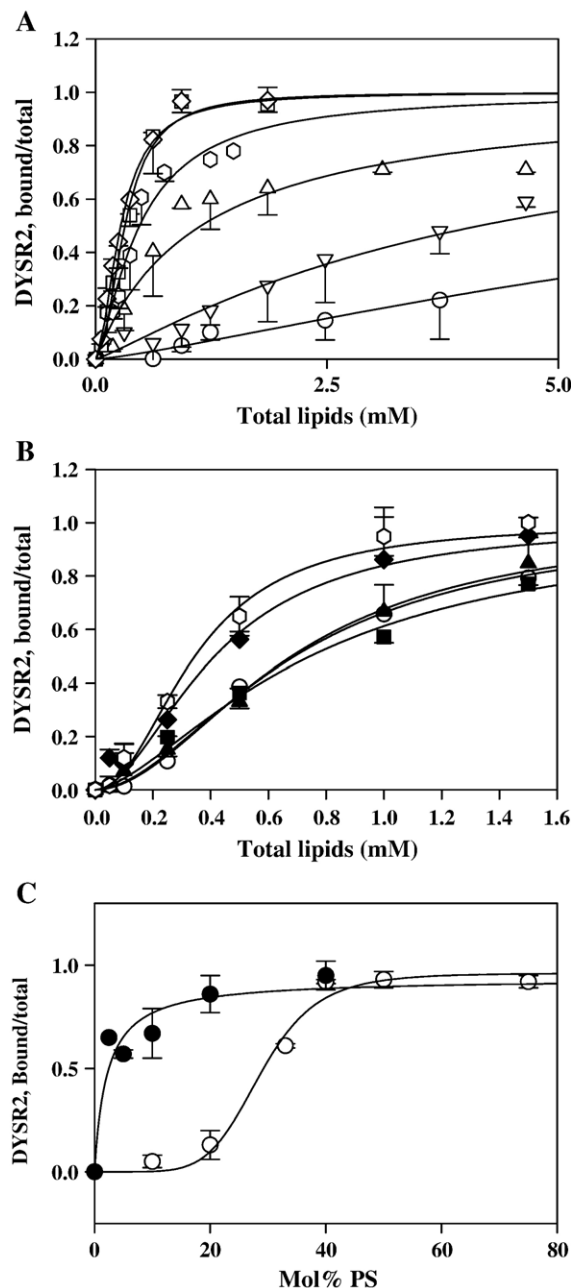 A
1.2
1.0
0.8
0.6
0.4
0.2
0.0
DYSR2, bound/total
0.0 2.5 5.0
Total lipids (mM)
B
1.2
1.0
0.8
0.6
0.4
0.2
0.0
DYSR2, bound/total
0.0 0.2 0.4 0.6 0.8 1.0 1.2 1.4 1.6
Total lipids (mM)
C
1.0
0.5
0.0
DYSR2, Bound/total
0 20 40 60 80
Mol% PS